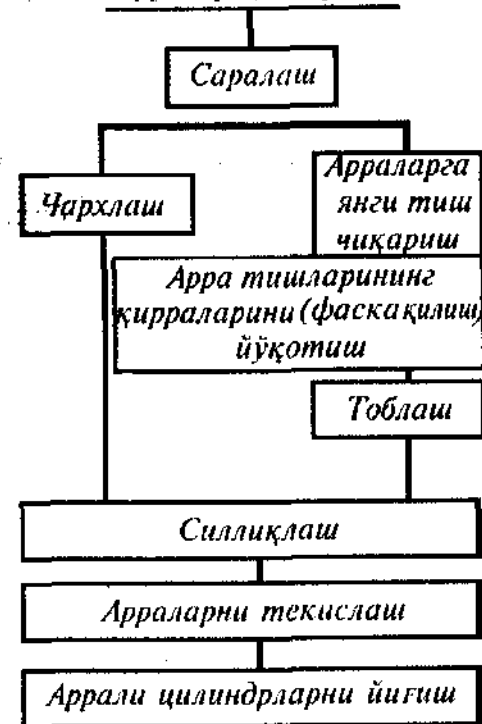 Саралаш
Чархлаш
Арраларга
янги тиш
чиқариш
Арра тишларининг
қирраларини (фаска қилиш)
йўқотиш
Тоблаш
Силлиқлаш
Арраларни текислаш
Аррали цилиндрларни йиғиш